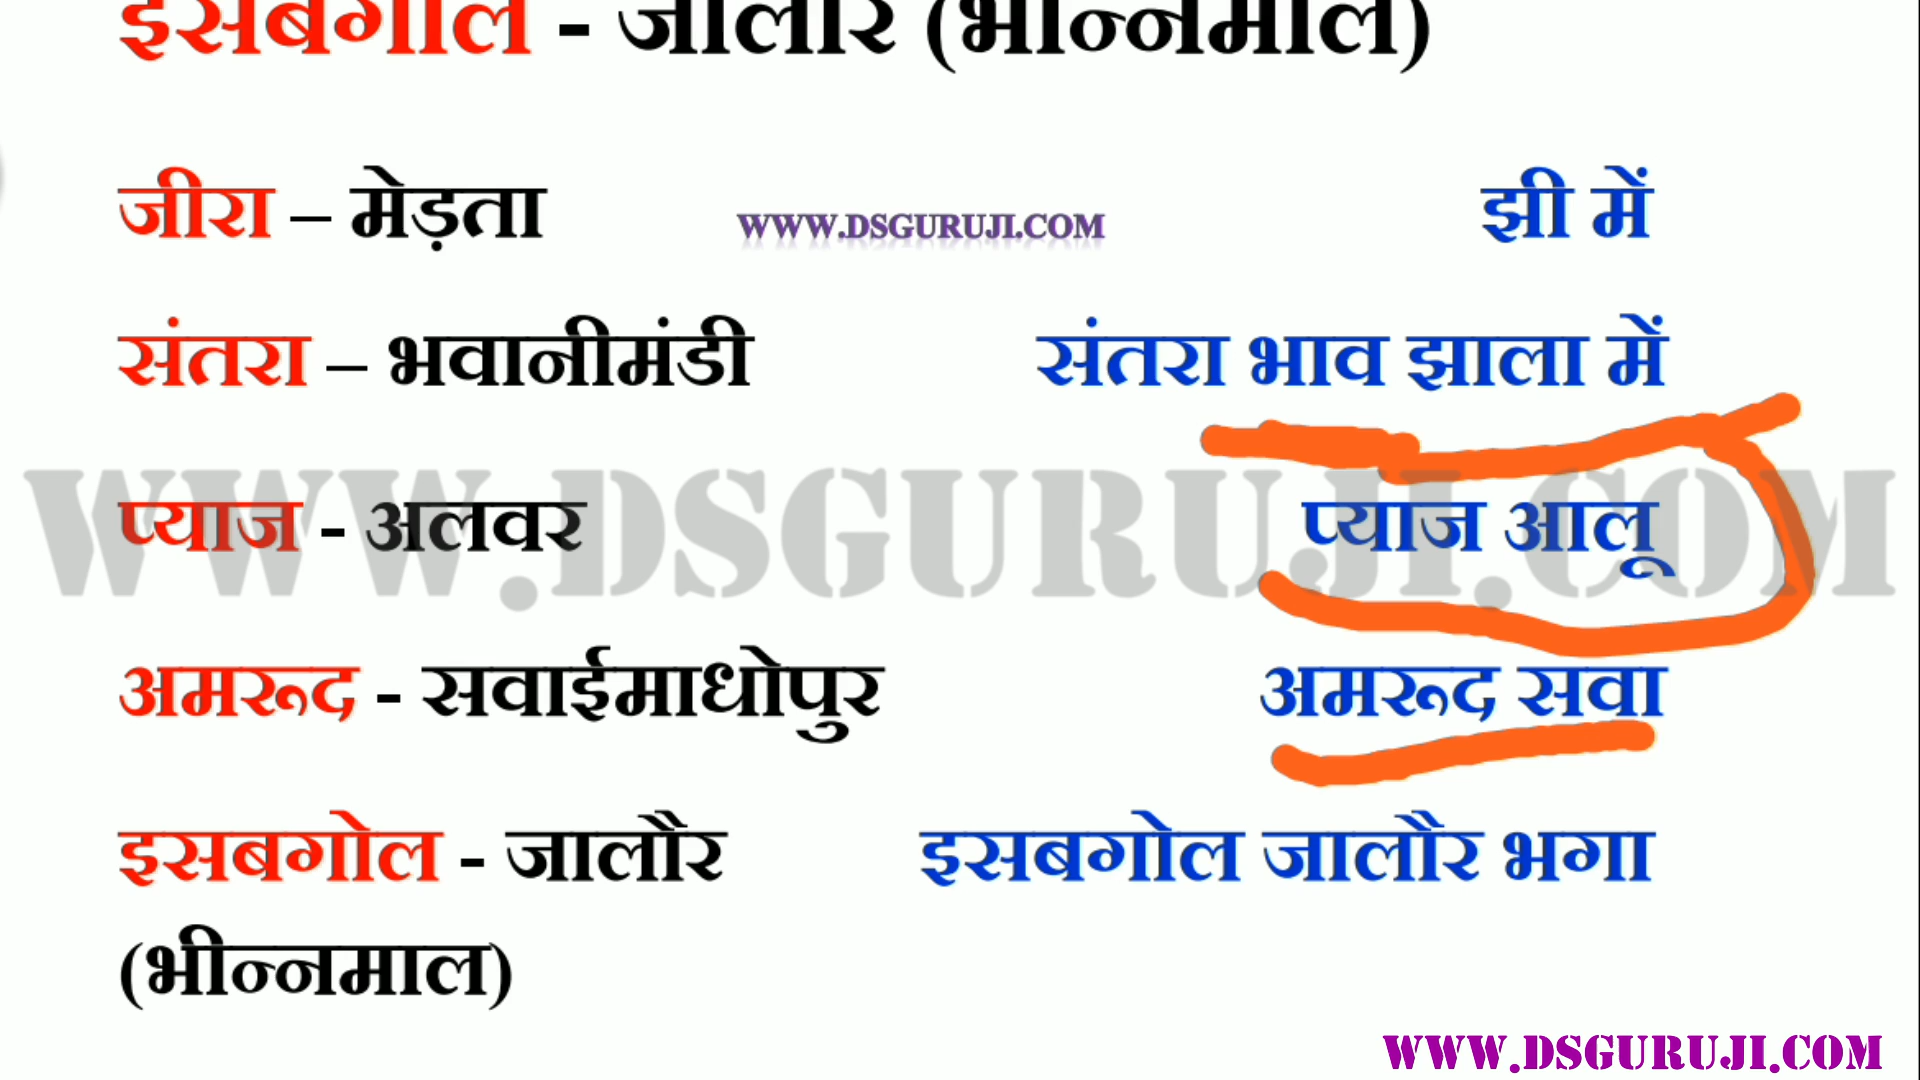 इसबगोल - जालौर (भीन्नमाल)
जीरा – मेड़ता WWW.DSGURUJI.COM झी में
संतरा – भवानीमंडी संतरा भाव झाला में
WWW.DSGURUJI.COM
प्याज - अलवर प्याज आलू
अमरूद - सवाईमाधोपुर अमरूद सवा
इसबगोल - जालौर इसबगोल जालौर भगा
(भीन्नमाल)
WWW.DSGURUJI.COM